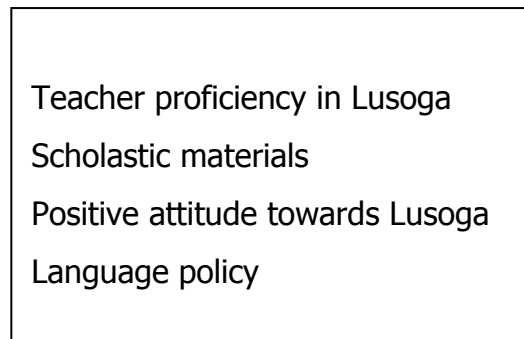 Teacher proficiency in Lusoga
Scholastic materials
Positive attitude towards Lusoga
Language policy